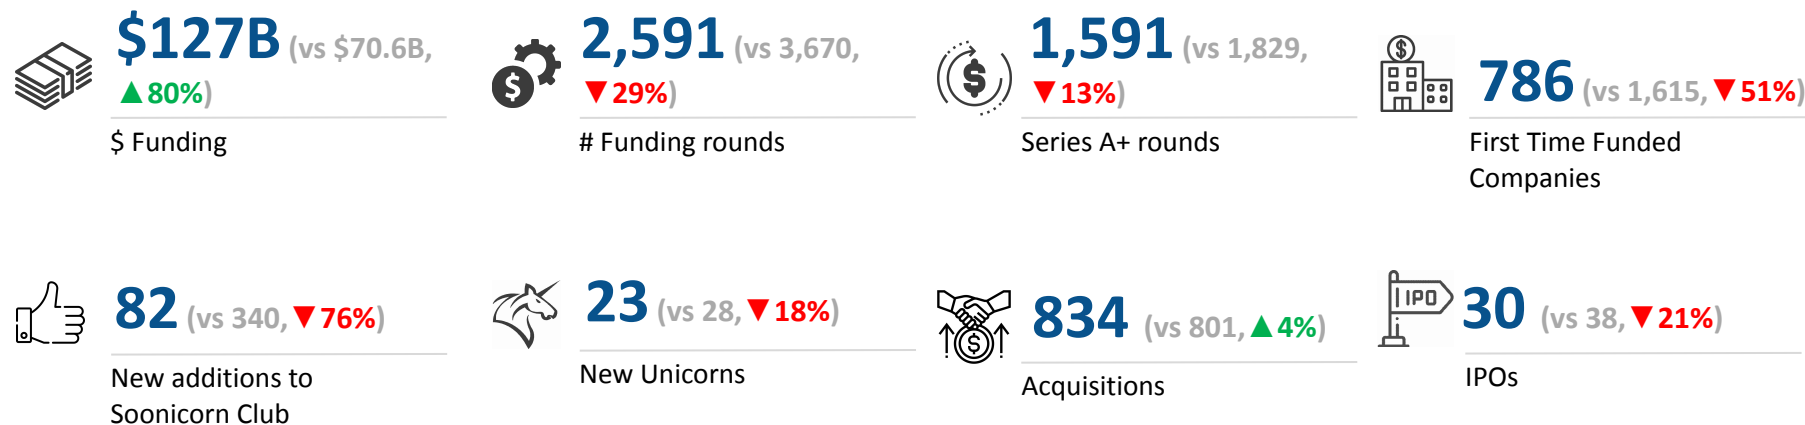 $127B (vs $70.6B,
▲80%)
$ Funding
2,591 (vs 3,670,
▼29%)
# Funding rounds
1,591 (vs 1,829,
▼13%)
Series A+ rounds
786 (vs 1,615, ▼51%)
First Time Funded
Companies
82 (vs 340, ▼76%)
New additions to
Soonicorn Club
23 (vs 28, ▼18%)
New Unicorns
834 (vs 801, ▲4%)
Acquisitions
IPO
30 (vs 38, ▼21%)
IPOs